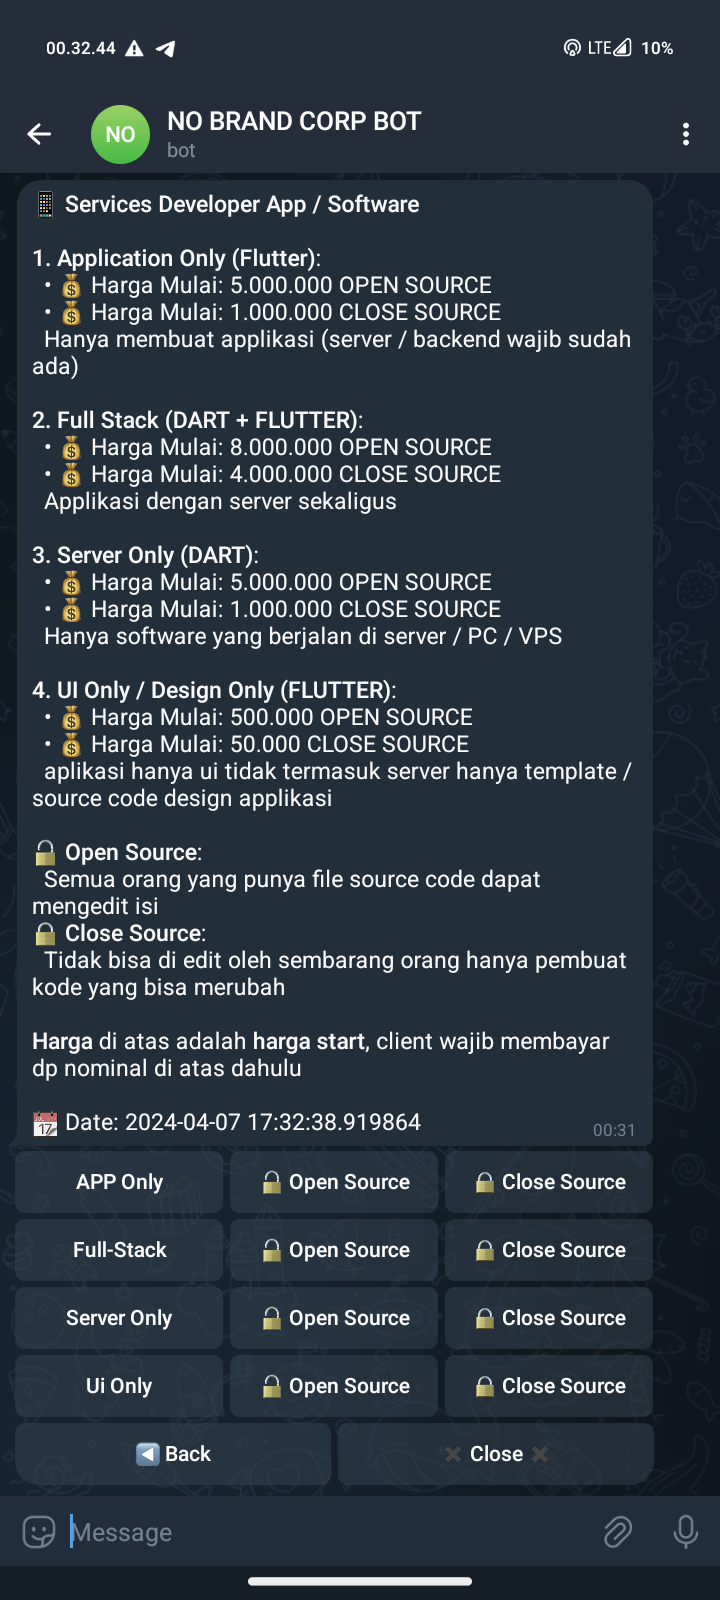 00.32.44
LTE 10%
NO
NO BRAND CORP BOT
bot
📱 Services Developer App / Software
1. Application Only (Flutter):
• 💰 Harga Mulai: 5.000.000 OPEN SOURCE
• 💰 Harga Mulai: 1.000.000 CLOSE SOURCE
Hanya membuat applikasi (server / backend wajib sudah
ada)
2. Full Stack (DART + FLUTTER):
• 💰 Harga Mulai: 8.000.000 OPEN SOURCE
• 💰 Harga Mulai: 4.000.000 CLOSE SOURCE
Applikasi dengan server sekaligus
3. Server Only (DART):
• 💰 Harga Mulai: 5.000.000 OPEN SOURCE
• 💰 Harga Mulai: 1.000.000 CLOSE SOURCE
Hanya software yang berjalan di server / PC / VPS
4. UI Only / Design Only (FLUTTER):
• 💰 Harga Mulai: 500.000 OPEN SOURCE
• 💰 Harga Mulai: 50.000 CLOSE SOURCE
aplikasi hanya ui tidak termasuk server hanya template /
source code design applikasi
🔓 Open Source:
Semua orang yang punya file source code dapat
mengedit isi
🔒 Close Source:
Tidak bisa di edit oleh sembarang orang hanya pembuat
kode yang bisa merubah
Harga di atas adalah harga start, client wajib membayar
dp nominal di atas dahulu
📆 Date: 2024-04-07 17:32:38.919864
00:31
APP Only 🔓 Open Source 🔒 Close Source
Full-Stack 🔓 Open Source 🔒 Close Source
Server Only 🔓 Open Source 🔒 Close Source
Ui Only 🔓 Open Source 🔒 Close Source
◀️ Back ✖️ Close ✖️
Message